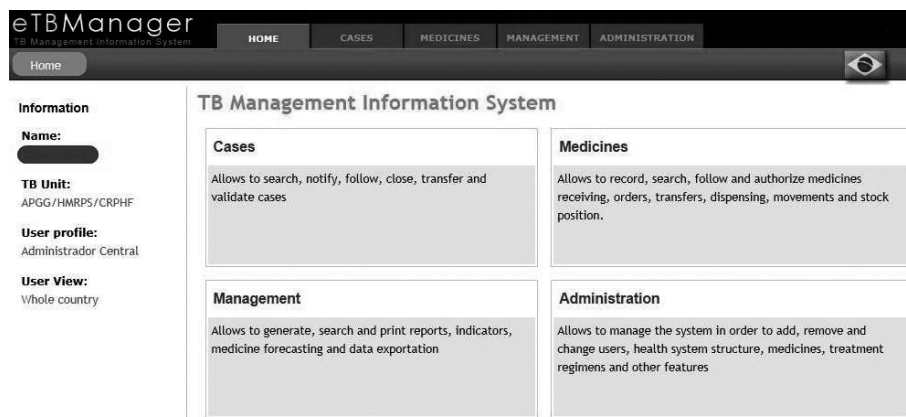 eTBManager
TB Management Information System
HOME
CASES
MEDICINES
MANAGEMENT
ADMINISTRATION
Home
Information
Name:
TB Unit:
APGG/HMRPS/CRPHF
User profile:
Administrador Central
User View:
Whole country
TB Management Information System
Cases
Allows to search, notify, follow, close, transfer and
validate cases
Medicines
Allows to record, search, follow and authorize medicines
receiving, orders, transfers, dispensing, movements and stock
position.
Management
Allows to generate, search and print reports, indicators,
medicine forecasting and data exportation
Administration
Allows to manage the system in order to add, remove and
change users, health system structure, medicines, treatment
regimens and other features